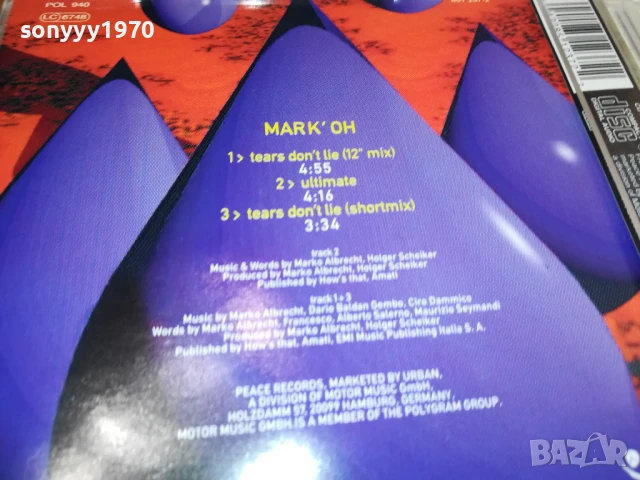 POL 940
LC 6748
sonyyy1970
disc
MARK' OH
1 > tears don't lie (12" mix)
4:55
2 > ultimate
4:16
3 > tears don't lie (shortmix)
3:34
track 2
Music & Words by Marko Albrecht, Holger Scheiker
Produced by Marko Albrecht, Holger Scheiker
Published by How's that, Amati
track 1 + 3
Music by Marko Albrecht, Dario Baldan Gembo, Ciro Dammico
Words by Marko Albrecht, Francesco, Alberto Salerno, Maurizio Seymandi
Produced by Marko Albrecht, Holger Scheiker
Published by How's that, Amati, EMI Music Publishing Italia S. A.
PEACE RECORDS, MARKETED BY URBAN,
A DIVISION OF MOTOR MUSIC GMBH.
HOLZDAMM 57, 20099 HAMBURG, GERMANY.
MOTOR MUSIC GMBH IS A MEMBER OF THE POLYGRAM GROUP.
BAZAR